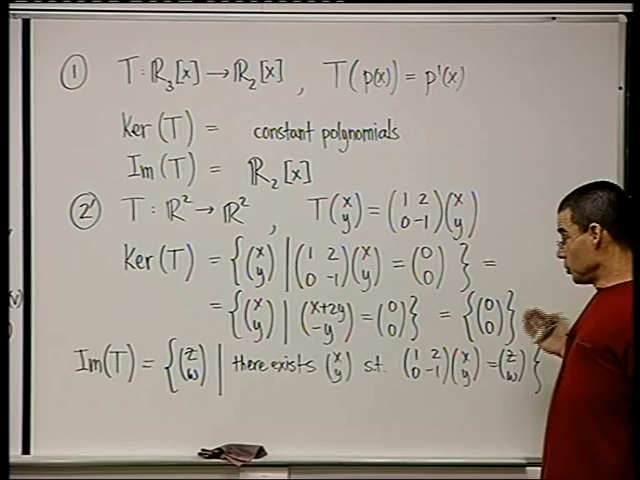 ① T : ℝ₃[x] → ℝ₂[x] , T(p(x)) = p'(x)
Ker(T) = constant polynomials
Im(T) = ℝ₂[x]
②' T : ℝ² → ℝ² , T(x y) = (1 2 0 -1)(x y)
Ker(T) = {(x y) | (1 2 0 -1)(x y) = (0 0)} =
= {(x y) | (x+2y -y) = (0 0)} = {(0 0)}
Im(T) = {(z w) | there exists (x y) s.t. (1 2 0 -1)(x y) = (z w)}